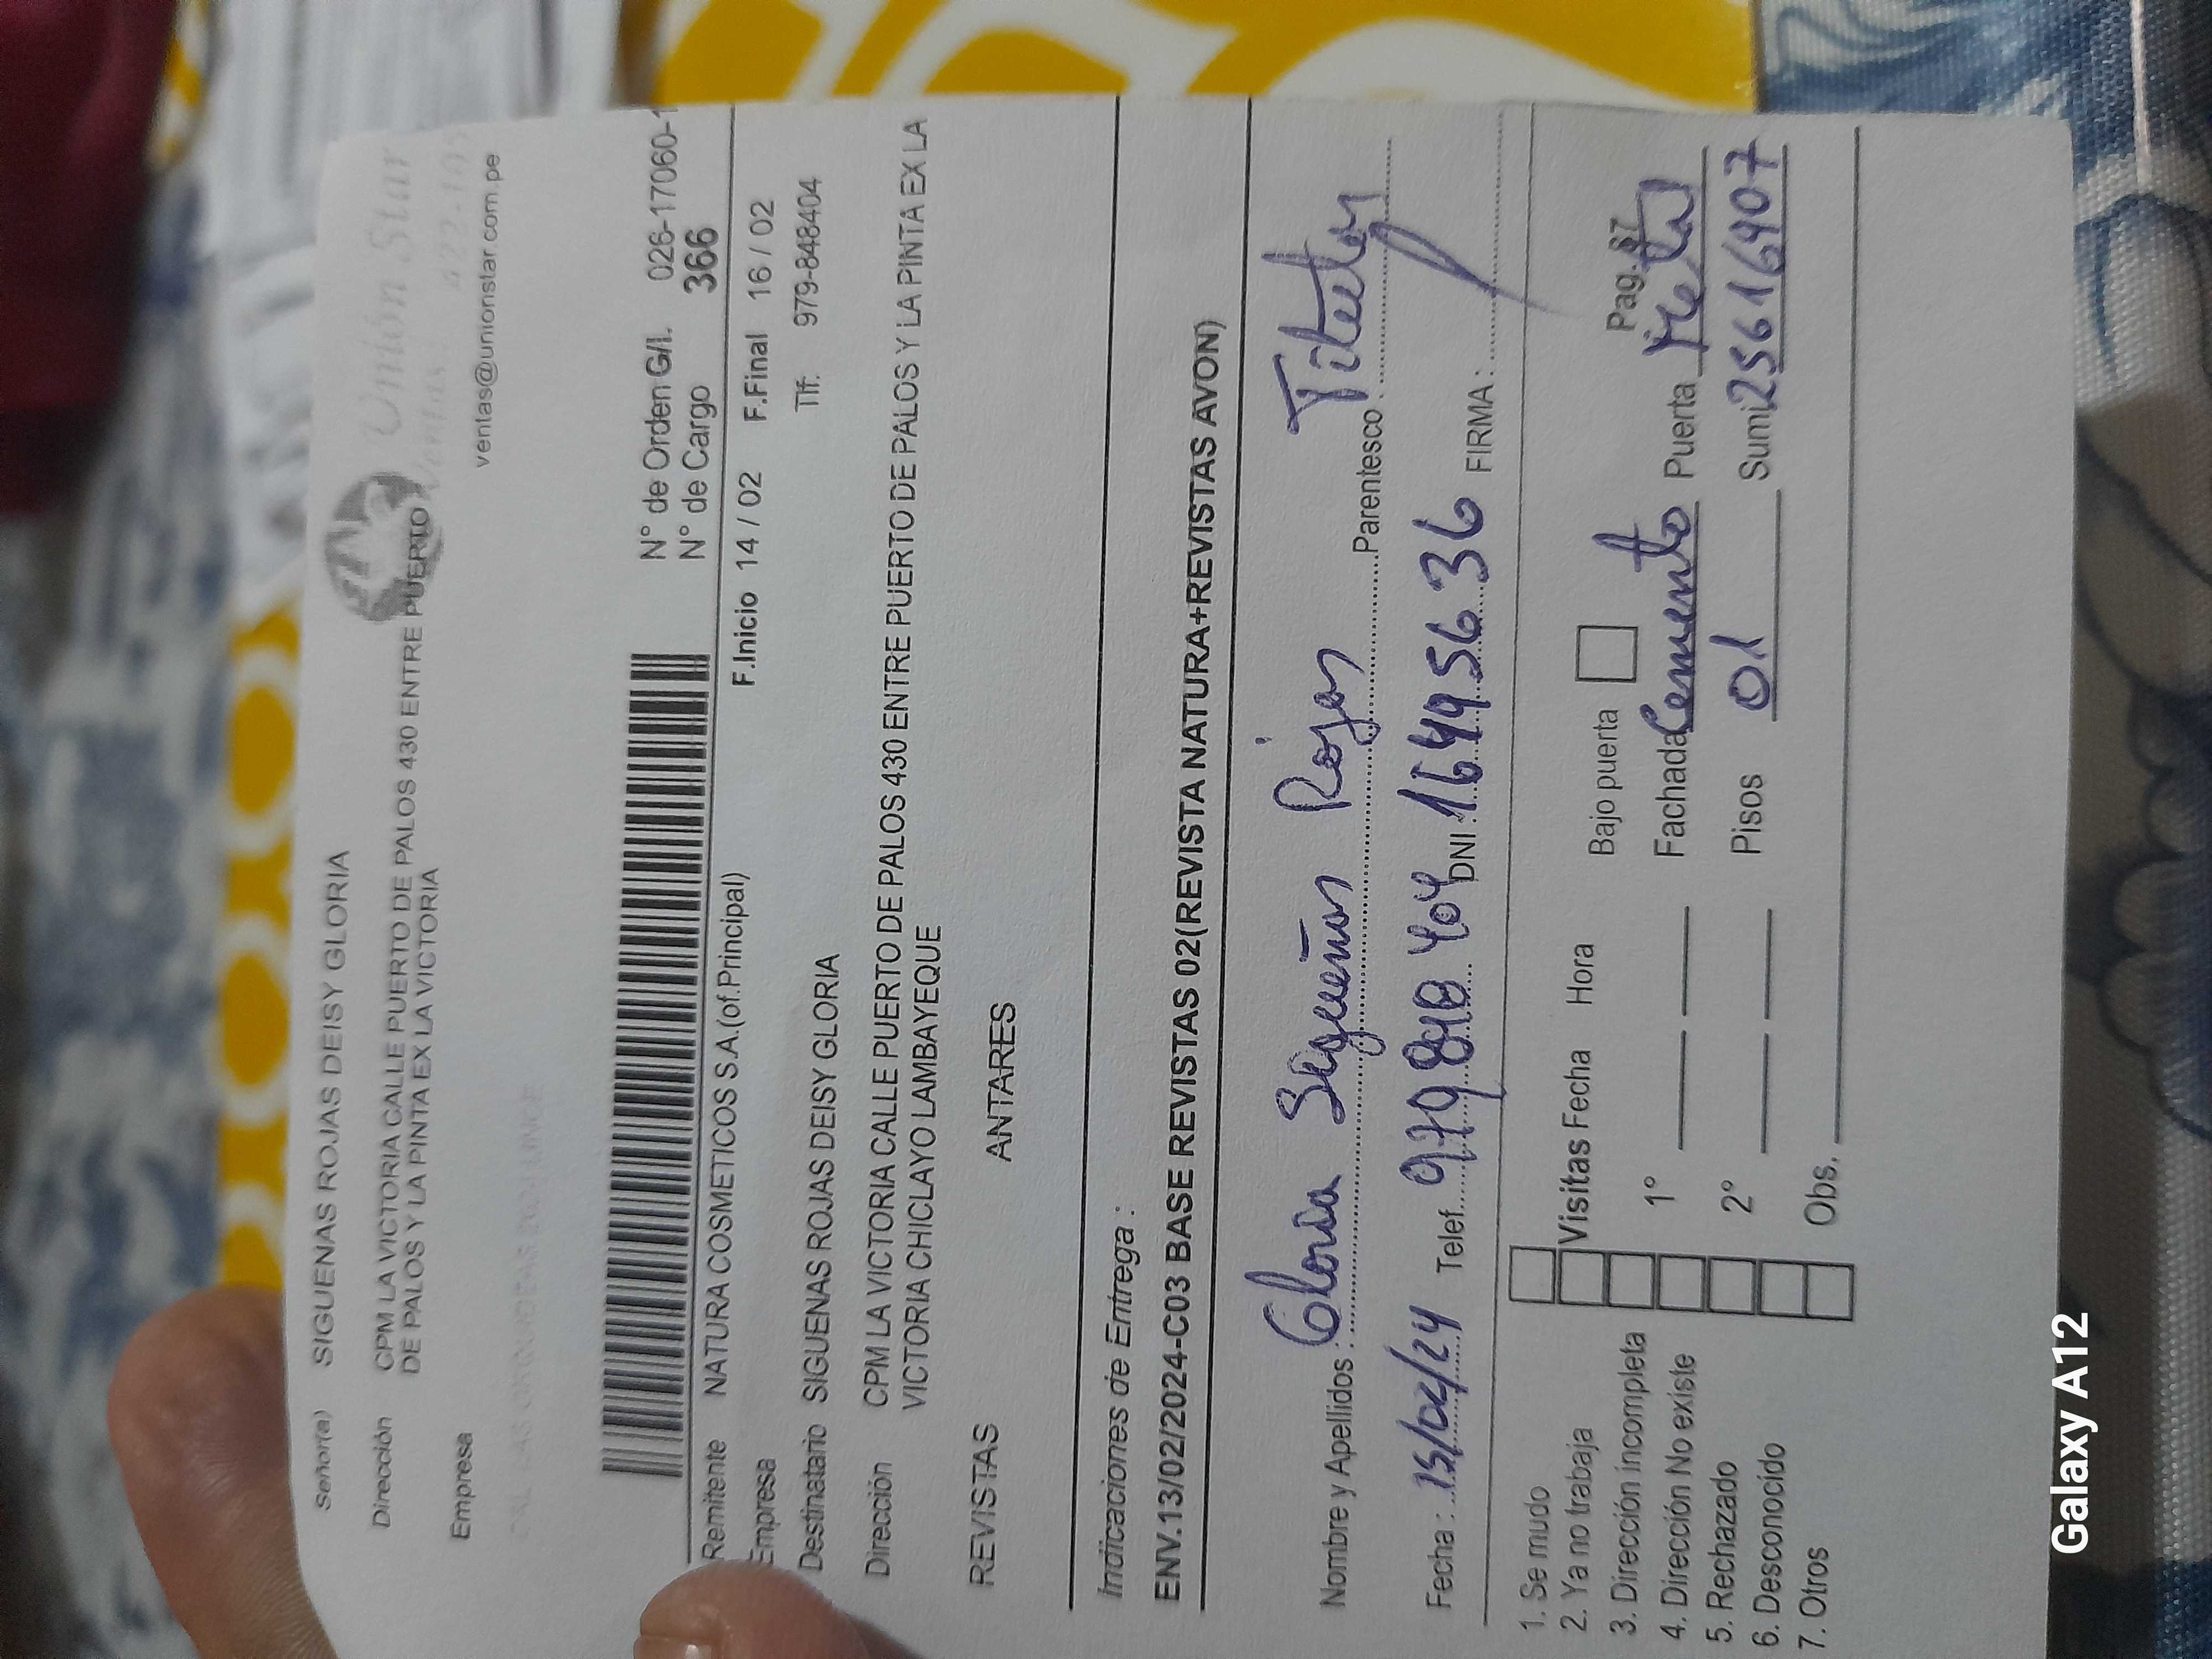 Señor(a) SIGUENAS ROJAS DEISY GLORIA
Unión Star
Dirección CPM LA VICTORIA CALLE PUERTO DE PALOS 430 ENTRE PUERTO
DE PALOS Y LA PINTA EX LA VICTORIA
Ventas
Empresa
ventas@unionstar.com.pe
N° de Orden G/I. 026-17060-1
N° de Cargo 366
Remitente NATURA COSMETICOS S.A.(of.Principal)
F.Inicio 14 / 02 F.Final 16 / 02
Empresa
Tlf. 979-848404
Destinatario SIGUENAS ROJAS DEISY GLORIA
Dirección CPM LA VICTORIA CALLE PUERTO DE PALOS 430 ENTRE PUERTO DE PALOS Y LA PINTA EX LA
VICTORIA CHICLAYO LAMBAYEQUE
REVISTAS ANTARES
Indicaciones de Entrega :
ENV.13/02/2024-C03 BASE REVISTAS 02(REVISTA NATURA+REVISTAS AVON)
Nombre y Apellidos : Gloria Sigueñas Rojas Parentesco Titular
Fecha : 15/02/24 Telef. 979848404 DNI : 16495636 FIRMA :
1. Se mudo
2. Ya no trabaja Visitas Fecha Hora Bajo puerta Pag. 87
3. Dirección incompleta
4. Dirección No existe 1° Fachada Cemento Puerta Metal
5. Rechazado
6. Desconocido 2° Pisos 01 Sumi 25616907
7. Otros Obs.
Galaxy A12